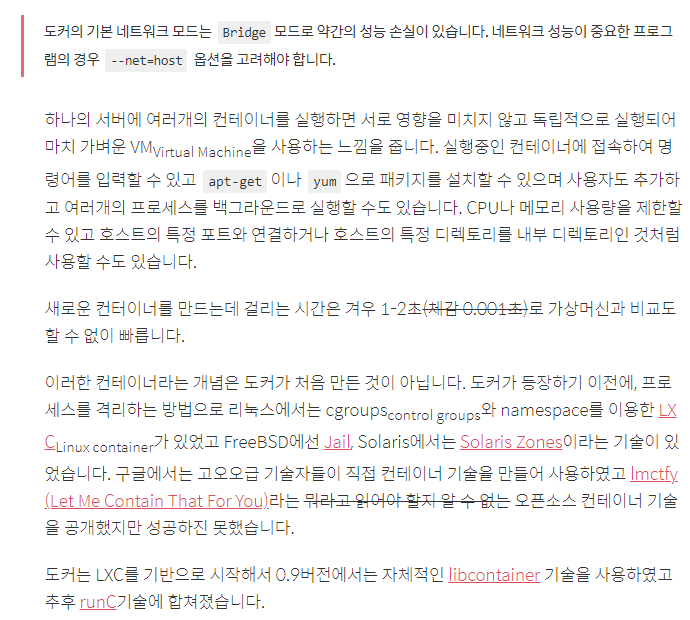 도커의 기본 네트워크 모드는 Bridge 모드로 약간의 성능 손실이 있습니다. 네트워크 성능이 중요한 프로그
램의 경우 --net=host 옵션을 고려해야 합니다.
하나의 서버에 여러개의 컨테이너를 실행하면 서로 영향을 미치지 않고 독립적으로 실행되어
마치 가벼운 VMVirtual Machine을 사용하는 느낌을 줍니다. 실행중인 컨테이너에 접속하여 명
령어를 입력할 수 있고 apt-get 이나 yum 으로 패키지를 설치할 수 있으며 사용자도 추가하
고 여러개의 프로세스를 백그라운드로 실행할 수도 있습니다. CPU나 메모리 사용량을 제한할
수 있고 호스트의 특정 포트와 연결하거나 호스트의 특정 디렉토리를 내부 디렉토리인 것처럼
사용할 수도 있습니다.
새로운 컨터이너를 만드는데 걸리는 시간은 겨우 1-2초(체감 0.001초)로 가상머신과 비교도
할 수 없이 빠릅니다.
이러한 컨테이너라는 개념은 도커가 처음 만든 것이 아닙니다. 도커가 등장하기 이전에, 프로
세스를 격리하는 방법으로 리눅스에서는 cgroupscontrol groups와 namespace를 이용한 LX
CLinux container가 있었고 FreeBSD에선 Jail, Solaris에서는 Solaris Zones이라는 기술이 있
었습니다. 구글에서는 고오오급 기술자들이 직접 컨테이너 기술을 만들어 사용하였고 lmctfy
(Let Me Contain That For You)라는 뭐라고 읽어야 할지 알 수 없는 오픈소스 컨테이너 기술
을 공개했지만 성공하진 못했습니다.
도커는 LXC를 기반으로 시작해서 0.9버전에서는 자체적인 libcontainer 기술을 사용하였고
추후 runC기술에 합쳐졌습니다.